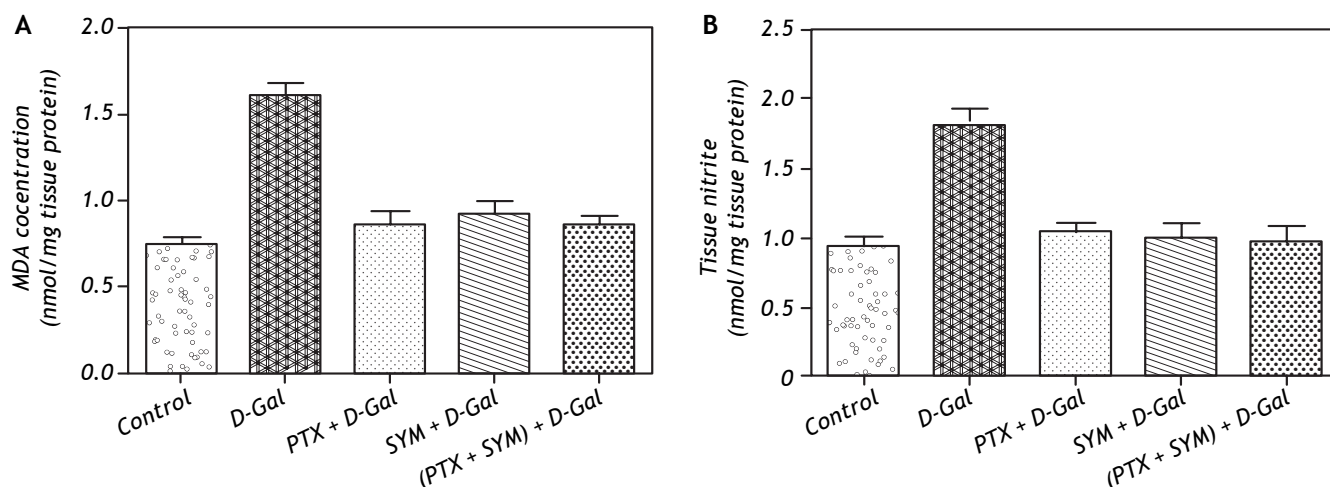 A
MDA cocentration
(nmol/mg tissue protein)
2.0
1.5
1.0
0.5
0.0
Control
D-Gal
PTX + D-Gal
SYM + D-Gal
(PTX + SYM) + D-Gal
B
Tissue nitrite
(nmol/mg tissue protein)
2.5
2.0
1.5
1.0
0.5
0
Control
D-Gal
PTX + D-Gal
SYM + D-Gal
(PTX + SYM) + D-Gal